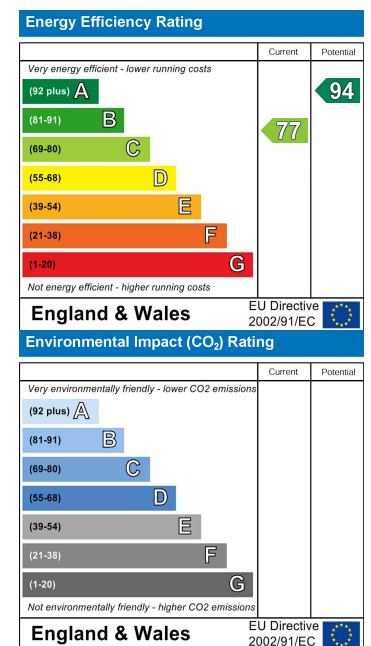 Energy Efficiency Rating
Current Potential
Very energy efficient - lower running costs
(92 plus) A
94
(81-91) B
77
(69-80) C
(55-68) D
(39-54) E
(21-38) F
(1-20) G
Not energy efficient - higher running costs
England & Wales
EU Directive
2002/91/EC
Environmental Impact (CO₂) Rating
Current Potential
Very environmentally friendly - lower CO2 emissions
(92 plus) A
(81-91) B
(69-80) C
(55-68) D
(39-54) E
(21-38) F
(1-20) G
Not environmentally friendly - higher CO2 emissions
England & Wales
EU Directive
2002/91/EC